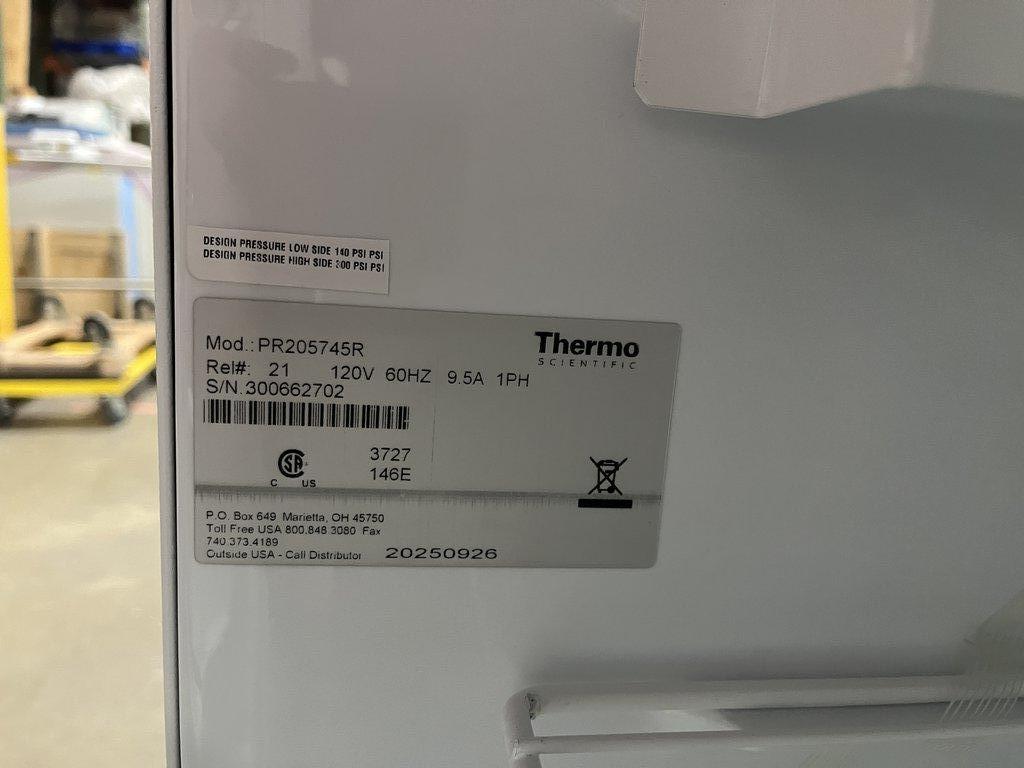 DESIGN PRESSURE LOW SIDE 140 PSI PSI
DESIGN PRESSURE HIGH SIDE 300 PSI PSI
Mod.: PR205745R
Thermo
SCIENTIFIC
Rel#: 21 120V 60HZ 9.5A 1PH
S/N.300662702
SA
C US
3727
146E
P.O. Box 649 Marietta, OH 45750
Toll Free USA 800.848.3080 Fax
740.373.4189
Outside USA - Call Distributor 20250926